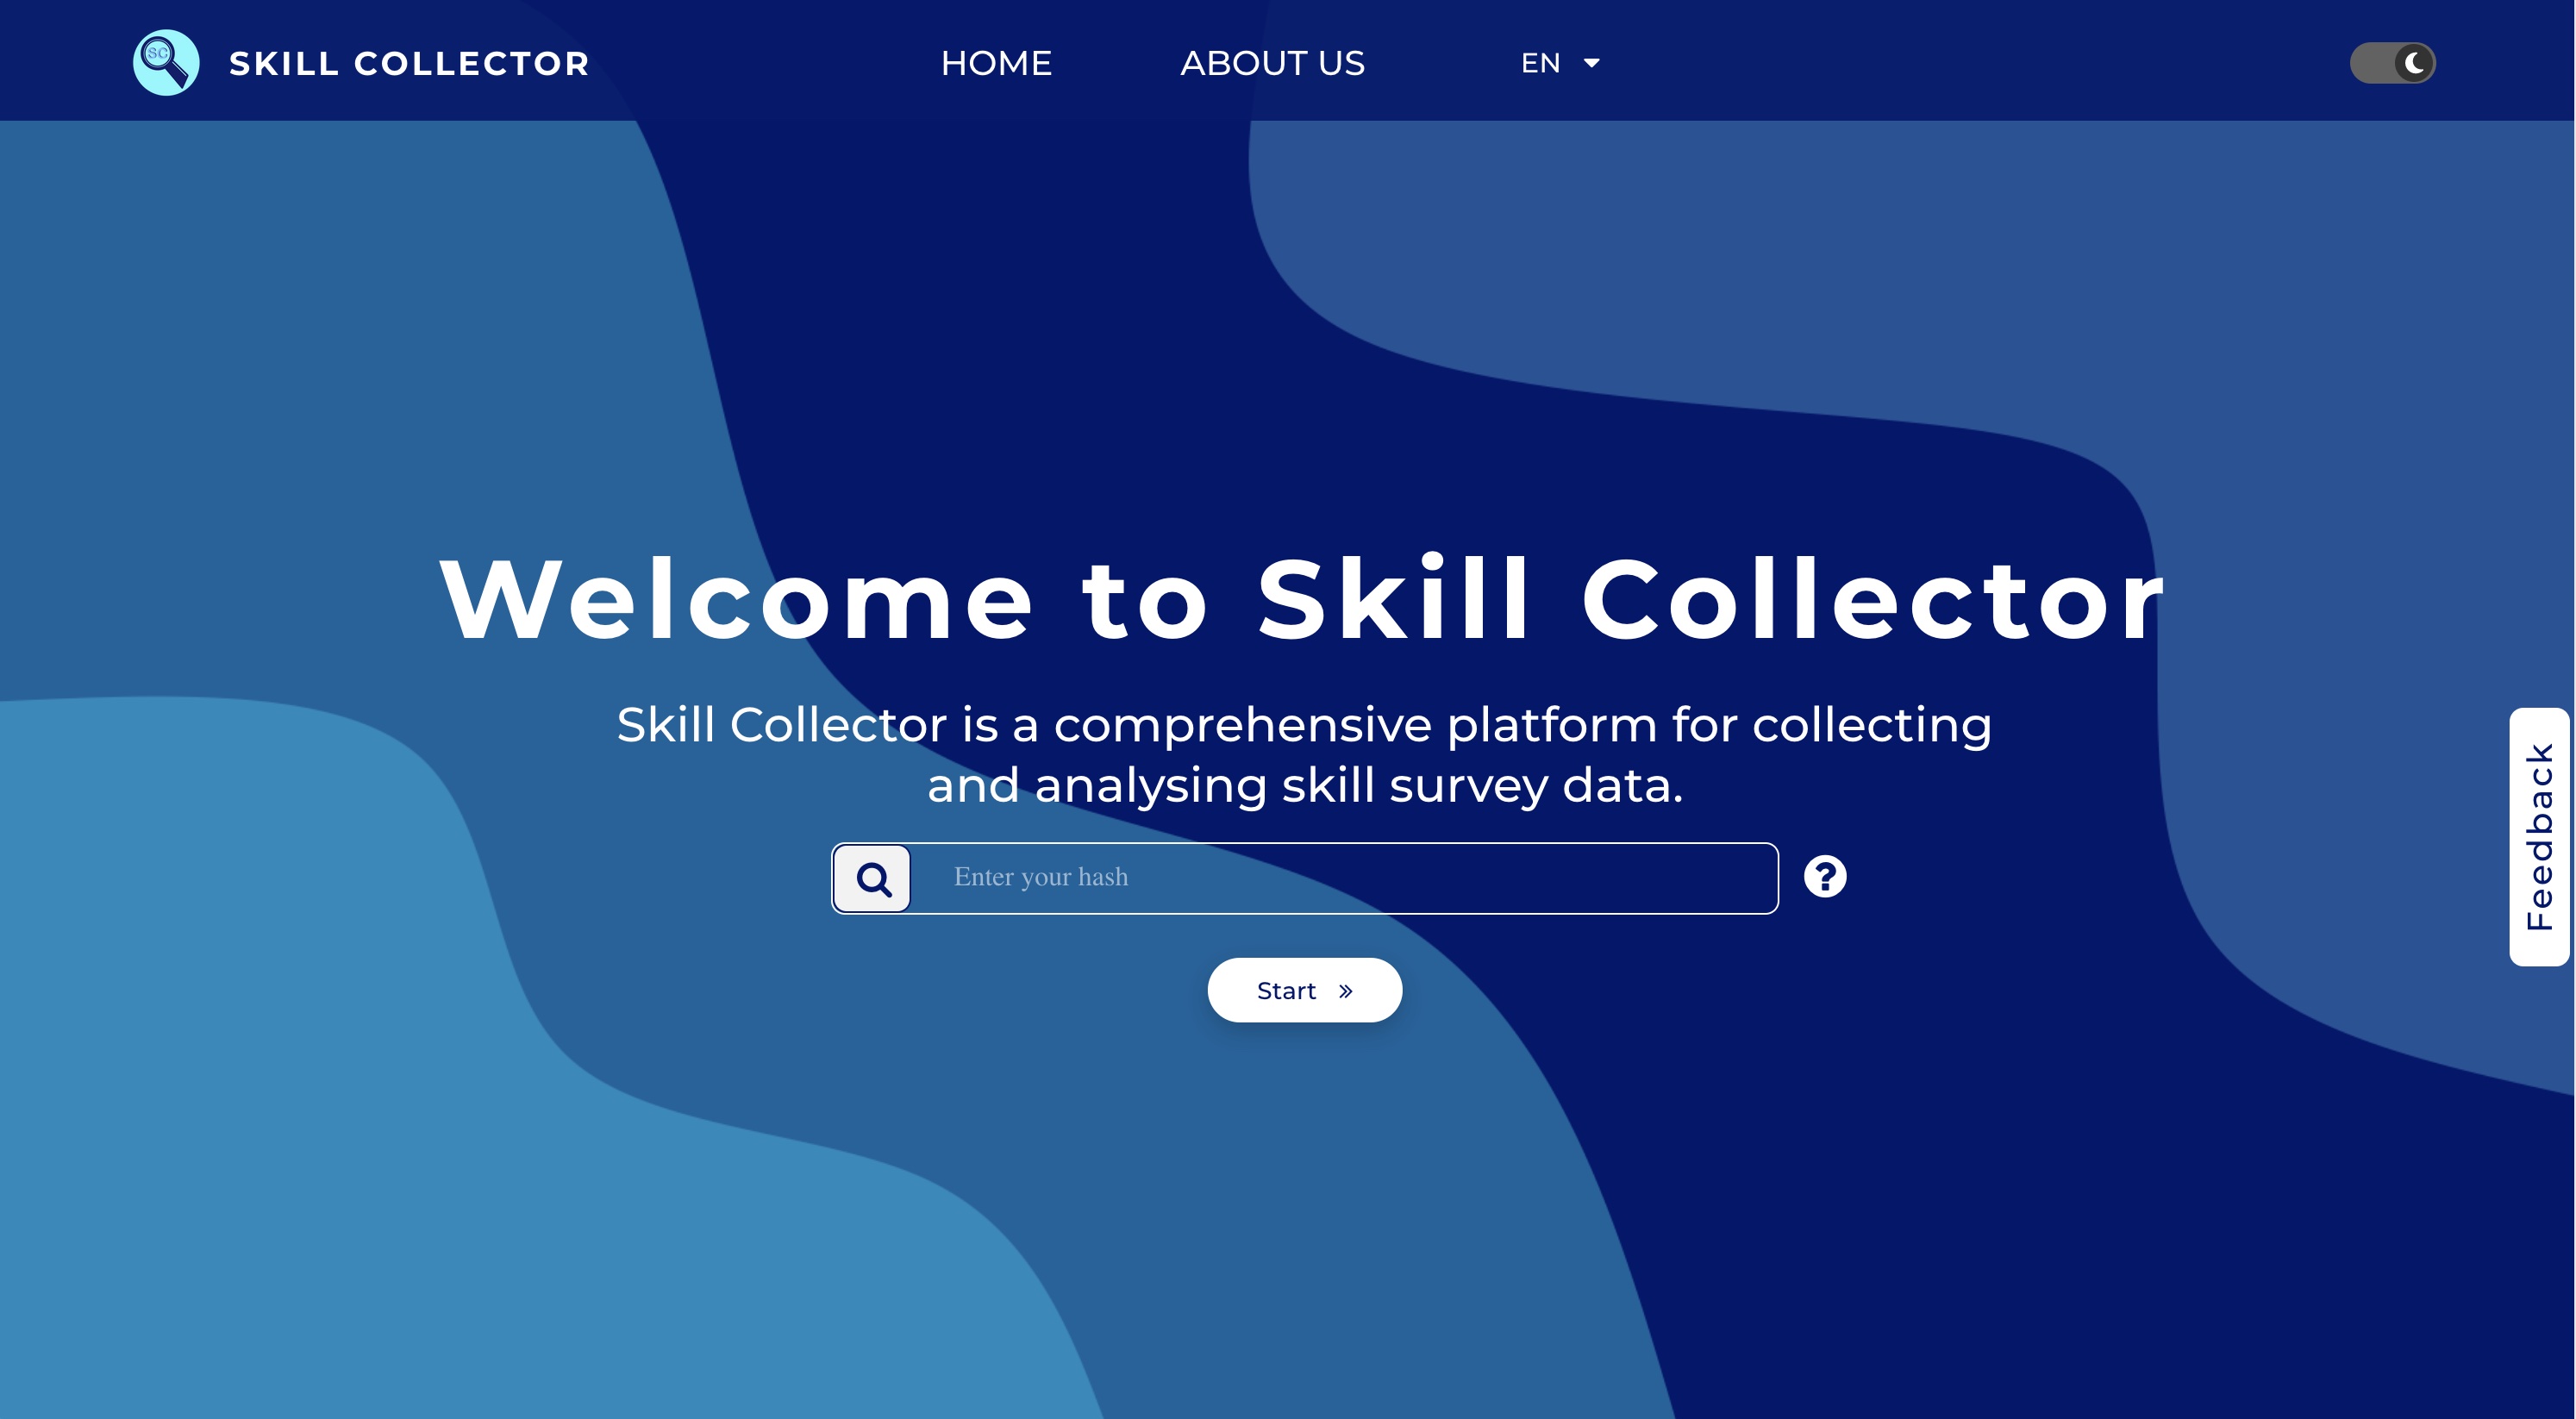 SC
SKILL COLLECTOR
HOME
ABOUT US
EN
Welcome to Skill Collector
Skill Collector is a comprehensive platform for collecting
and analysing skill survey data.
Enter your hash
?
Start »
Feedback